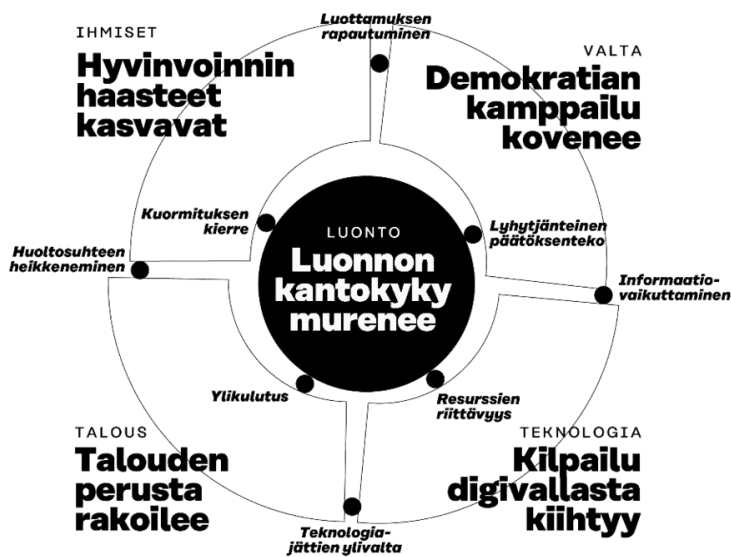 Luottamuksen
rapautuminen
IHMISET
Hyvinvoinnin
haasteet
kasvavat
VALTA
Demokratian
kamppailu
kovenee
Kuormituksen
kierre
Lyhytjänteinen
päätöksenteko
Huoltosuhteen
heikkeneminen
LUONTO
Luonnon
kantokyky
murenee
Informaatio-
vaikuttaminen
Ylikulutus
Resurssien
riittävyys
TALOUS
Talouden
perusta
rakoilee
TEKNOLOGIA
Kilpailu
digivallasta
kiihtyy
Teknologia-
jättien ylivalta